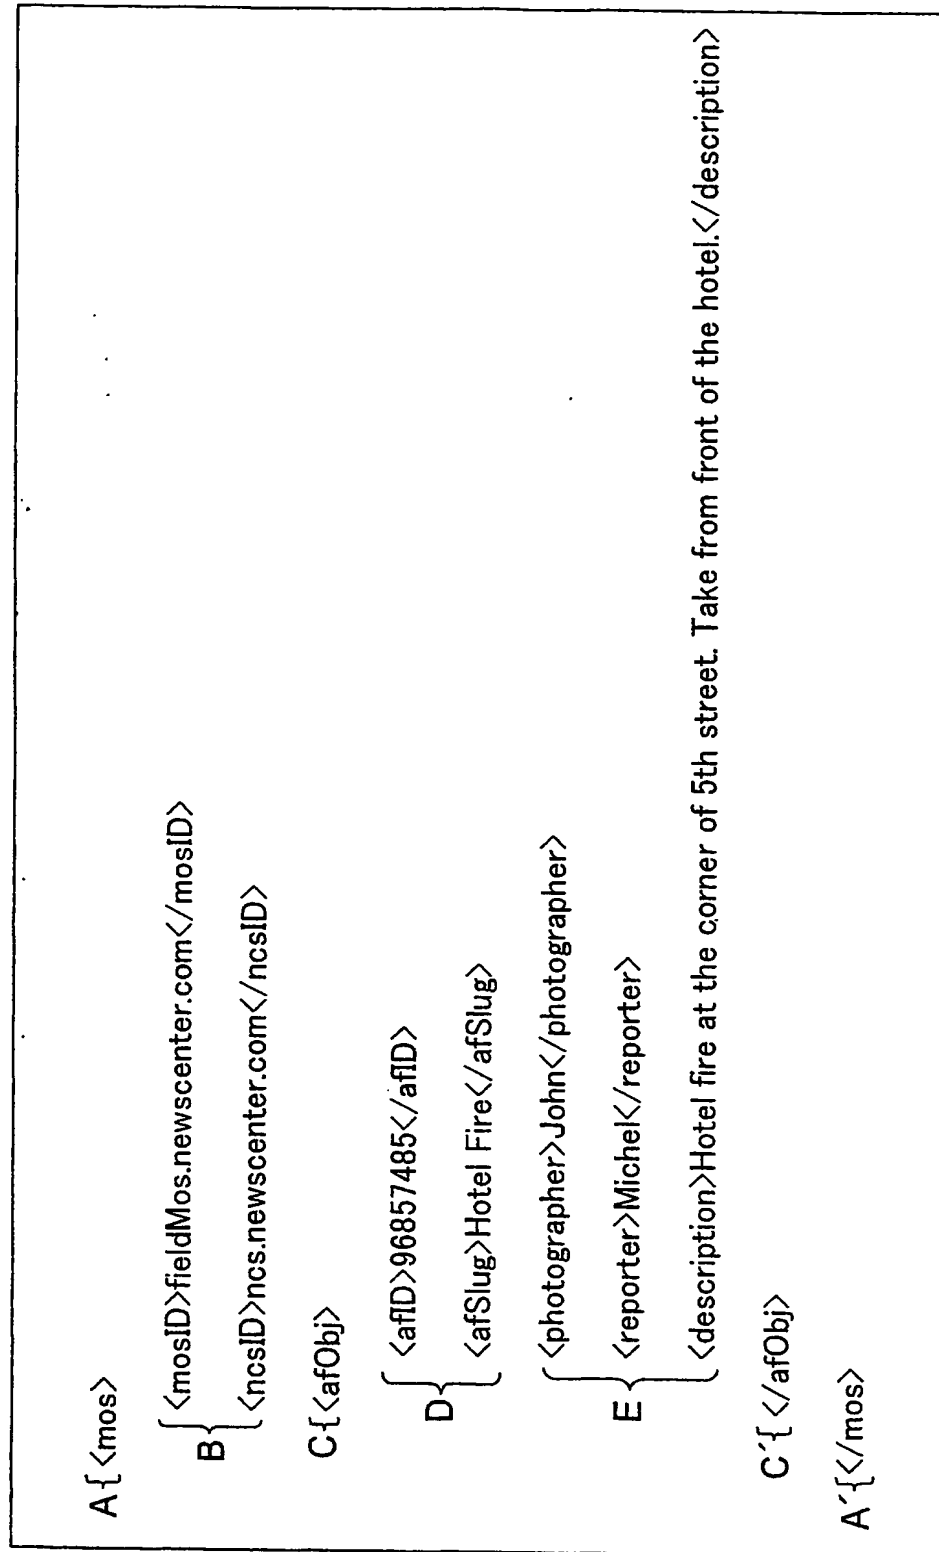 A{<mos>
B{<mosID>fieldMos.newscenter.com</mosID>
<ncsID>ncs.newscenter.com</ncsID>
C{<afObj>
D{<afID>96857485</afID>
<afSlug>Hotel Fire</afSlug>
E{<photographer>John</photographer>
<reporter>Michel</reporter>
<description>Hotel fire at the corner of 5th street. Take from front of the hotel.</description>
C´{</afObj>
A´{</mos>